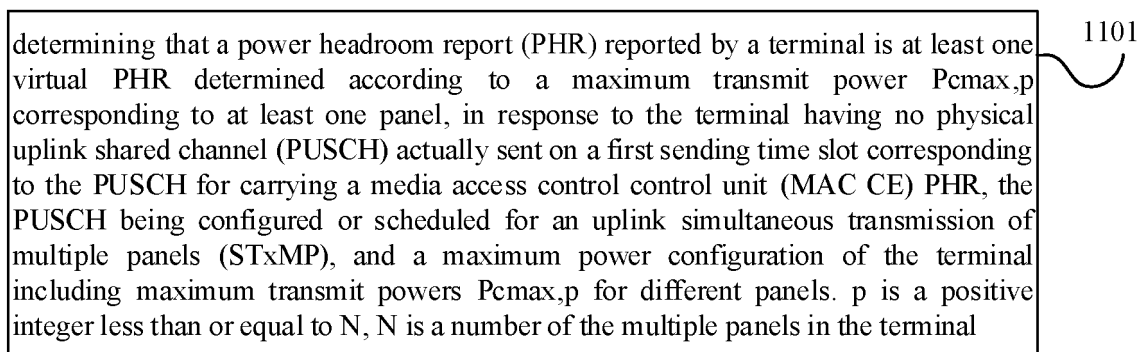 determining that a power headroom report (PHR) reported by a terminal is at least one
virtual PHR determined according to a maximum transmit power Pcmax,p
corresponding to at least one panel, in response to the terminal having no physical
uplink shared channel (PUSCH) actually sent on a first sending time slot corresponding
to the PUSCH for carrying a media access control control unit (MAC CE) PHR, the
PUSCH being configured or scheduled for an uplink simultaneous transmission of
multiple panels (STxMP), and a maximum power configuration of the terminal
including maximum transmit powers Pcmax,p for different panels. p is a positive
integer less than or equal to N, N is a number of the multiple panels in the terminal
1101